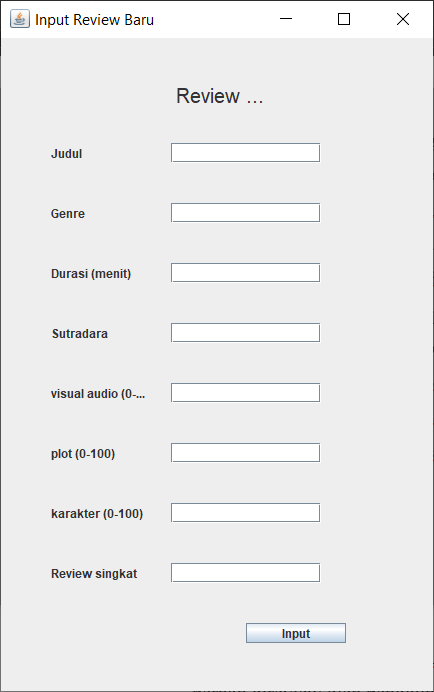 Input Review Baru
Review ...
Judul
Genre
Durasi (menit)
Sutradara
visual audio (0-...
plot (0-100)
karakter (0-100)
Review singkat
Input